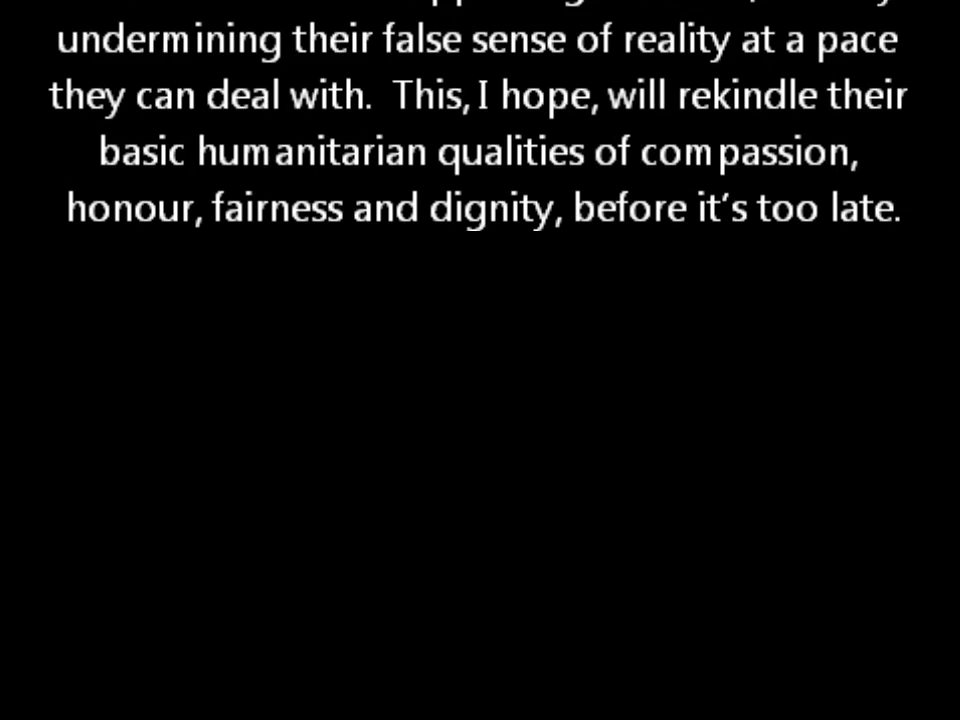 undermining their false sense of reality at a pace
they can deal with. This, I hope, will rekindle their
basic humanitarian qualities of compassion,
honour, fairness and dignity, before it's too late.